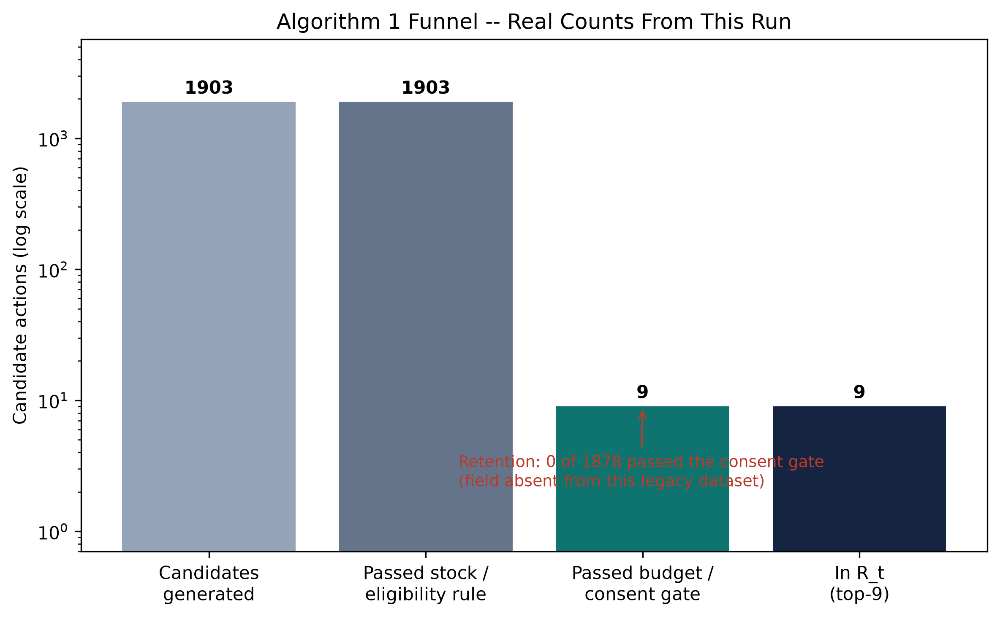 Algorithm 1 Funnel -- Real Counts From This Run
Candidate actions (log scale)
10³
10²
10¹
10⁰
1903
1903
9
9
Retention: 0 of 1878 passed the consent gate
(field absent from this legacy dataset)
Candidates
generated
Passed stock /
eligibility rule
Passed budget /
consent gate
In R_t
(top-9)